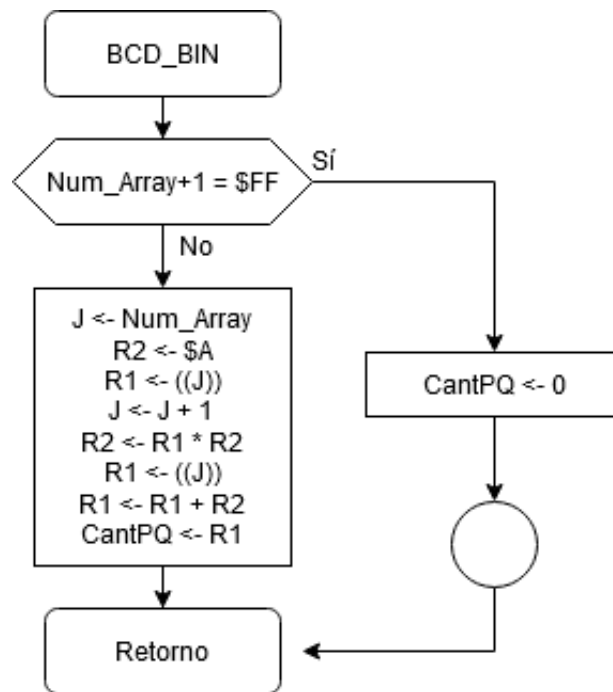 BCD_BIN
Num_Array+1 = $FF
Sí
No
J <- Num_Array
R2 <- $A
R1 <- ((J))
J <- J + 1
R2 <- R1 * R2
R1 <- ((J))
R1 <- R1 + R2
CantPQ <- R1
CantPQ <- 0
Retorno